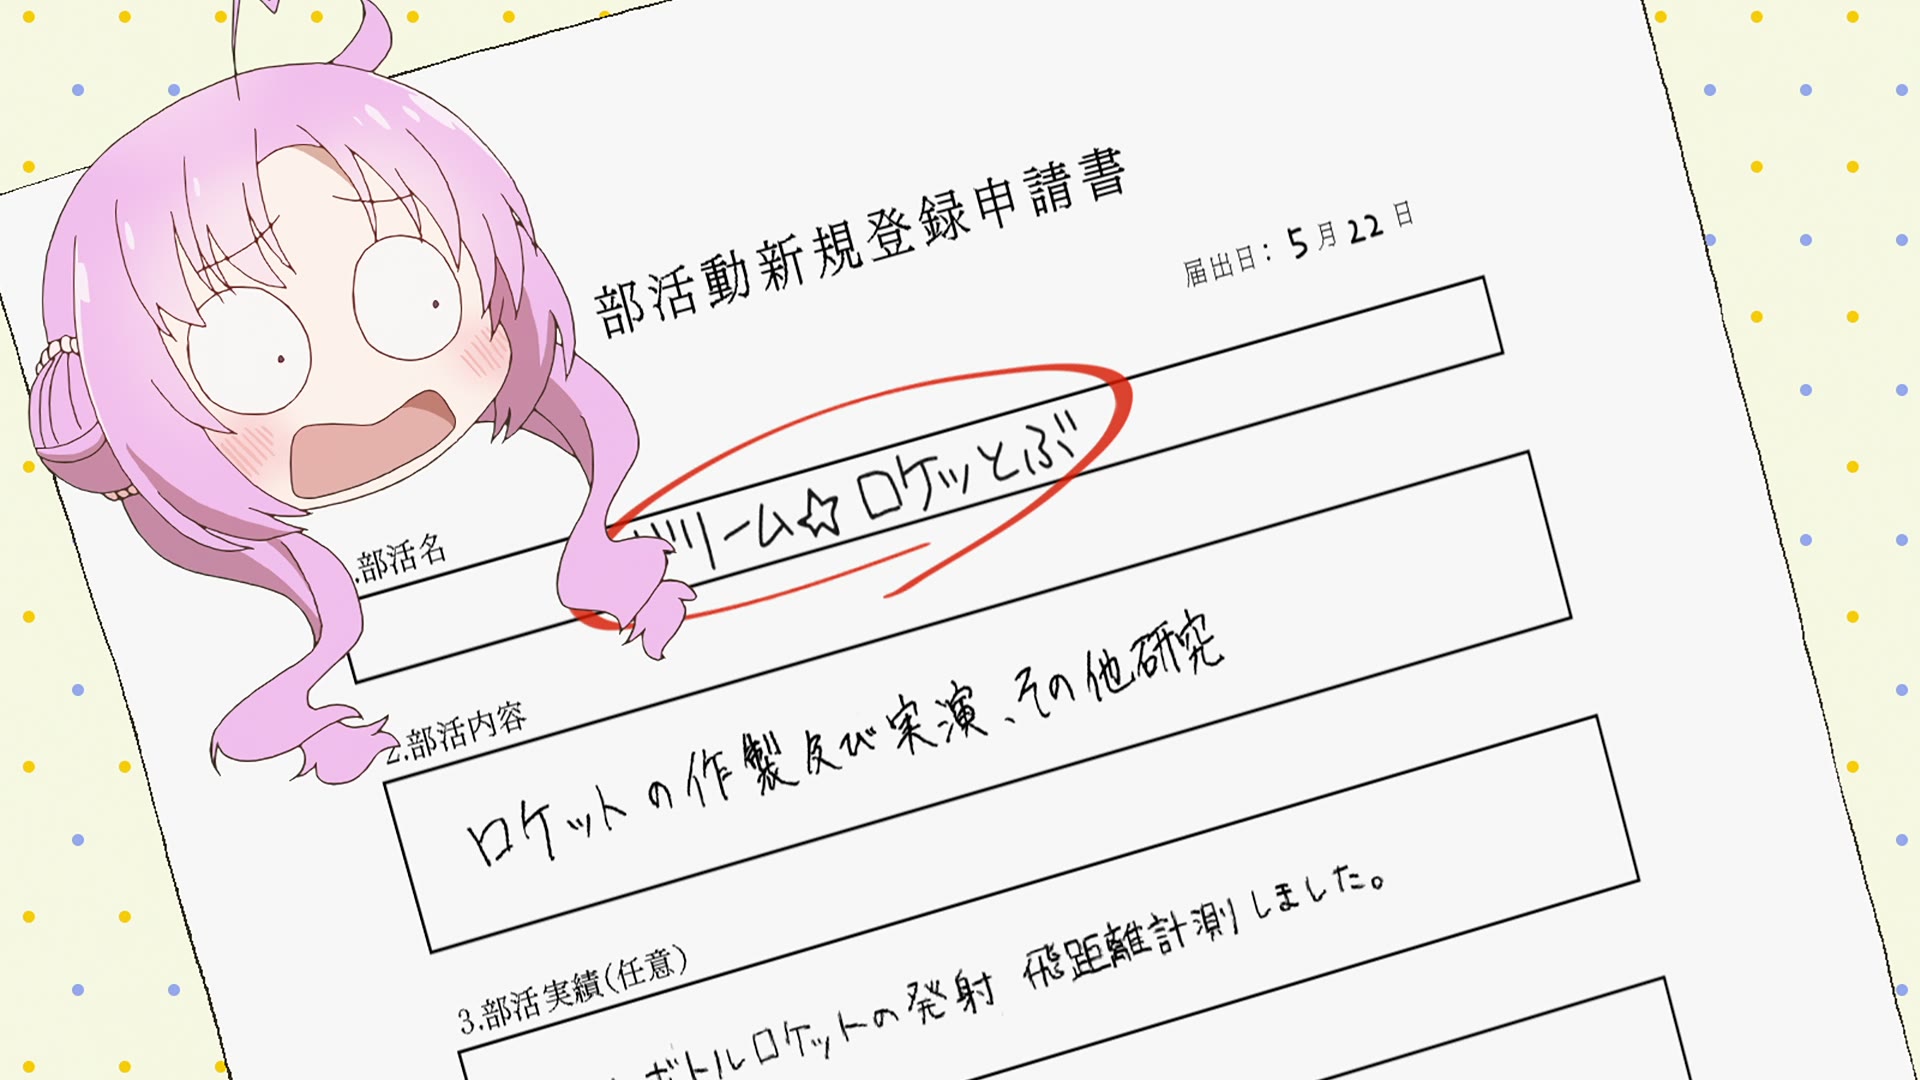 部活動新規登録申請書
届出日：5月22日
.部活名
ドリーム☆ロケッとぶ
2.部活内容
ロケットの作製及び実演、その他研究
3.部活実績(任意)
ボトルロケットの発射 飛距離計測しました。